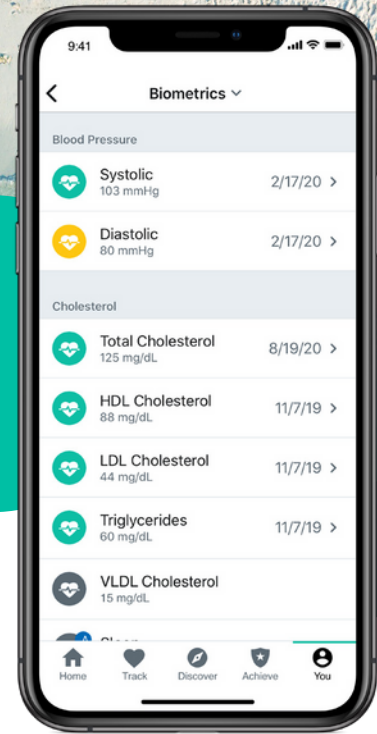 9:41
Biometrics
Blood Pressure
Systolic
103 mmHg
2/17/20
Diastolic
80 mmHg
2/17/20
Cholesterol
Total Cholesterol
125 mg/dL
8/19/20
HDL Cholesterol
88 mg/dL
11/7/19
LDL Cholesterol
44 mg/dL
11/7/19
Triglycerides
60 mg/dL
11/7/19
VLDL Cholesterol
15 mg/dL
Home
Track
Discover
Achieve
You